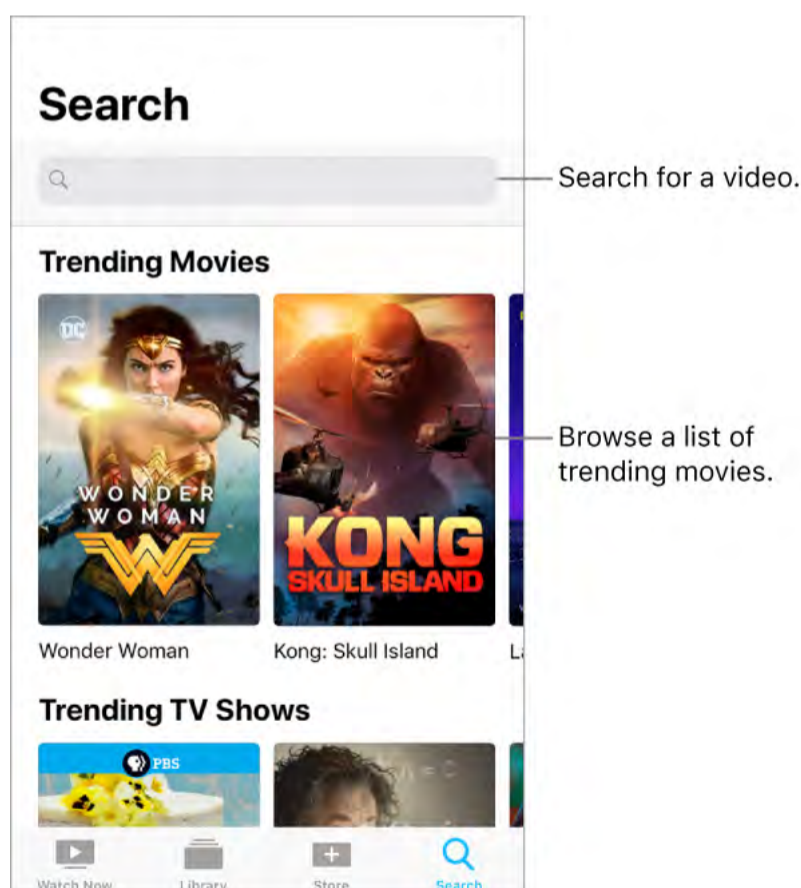 Search
Search for a video.
Trending Movies
DC
WONDER
WOMAN
KONG
SKULL ISLAND
Browse a list of
trending movies.
Wonder Woman
Kong: Skull Island
Trending TV Shows
PBS
Watch Now
Library
Store
Search